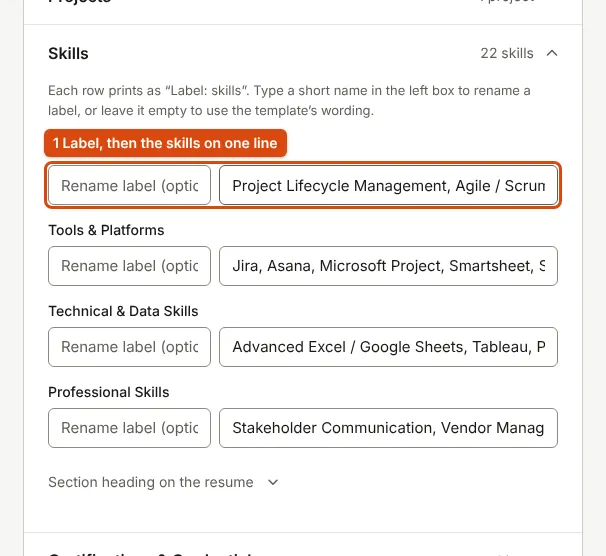 Projects
1 project
Skills
22 skills
Each row prints as “Label: skills”. Type a short name in the left box to rename a
label, or leave it empty to use the template’s wording.
1 Label, then the skills on one line
Rename label (optic
Project Lifecycle Management, Agile / Scrum
Tools & Platforms
Rename label (optic
Jira, Asana, Microsoft Project, Smartsheet, S
Technical & Data Skills
Rename label (optic
Advanced Excel / Google Sheets, Tableau, P
Professional Skills
Rename label (optic
Stakeholder Communication, Vendor Manag
Section heading on the resume